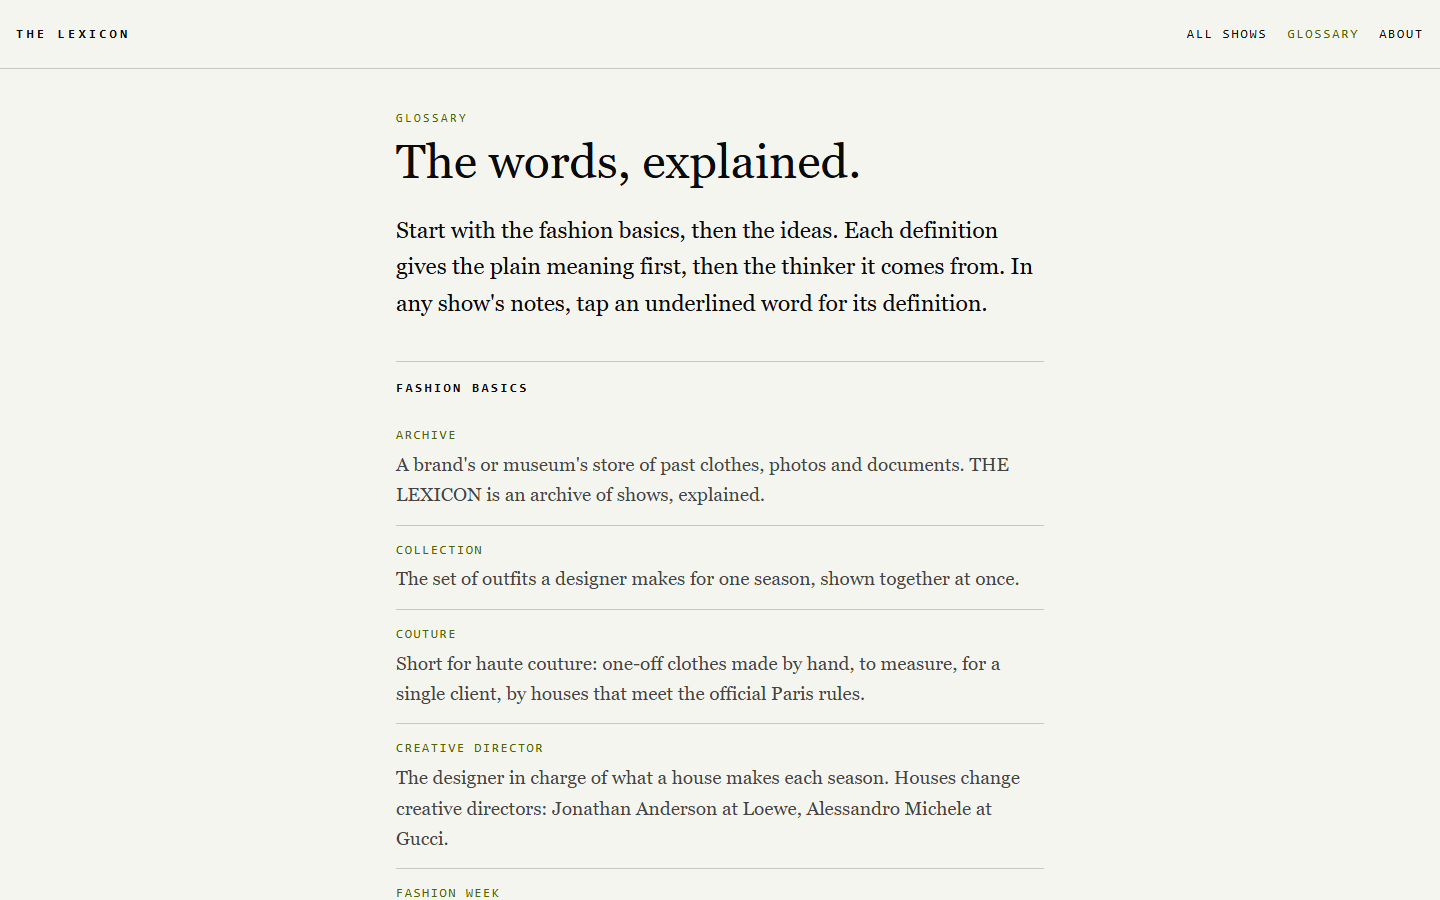 THE LEXICON
ALL SHOWS GLOSSARY ABOUT
GLOSSARY
The words, explained.
Start with the fashion basics, then the ideas. Each definition
gives the plain meaning first, then the thinker it comes from. In
any show's notes, tap an underlined word for its definition.
FASHION BASICS
ARCHIVE
A brand's or museum's store of past clothes, photos and documents. THE
LEXICON is an archive of shows, explained.
COLLECTION
The set of outfits a designer makes for one season, shown together at once.
COUTURE
Short for haute couture: one-off clothes made by hand, to measure, for a
single client, by houses that meet the official Paris rules.
CREATIVE DIRECTOR
The designer in charge of what a house makes each season. Houses change
creative directors: Jonathan Anderson at Loewe, Alessandro Michele at
Gucci.
FASHION WEEK